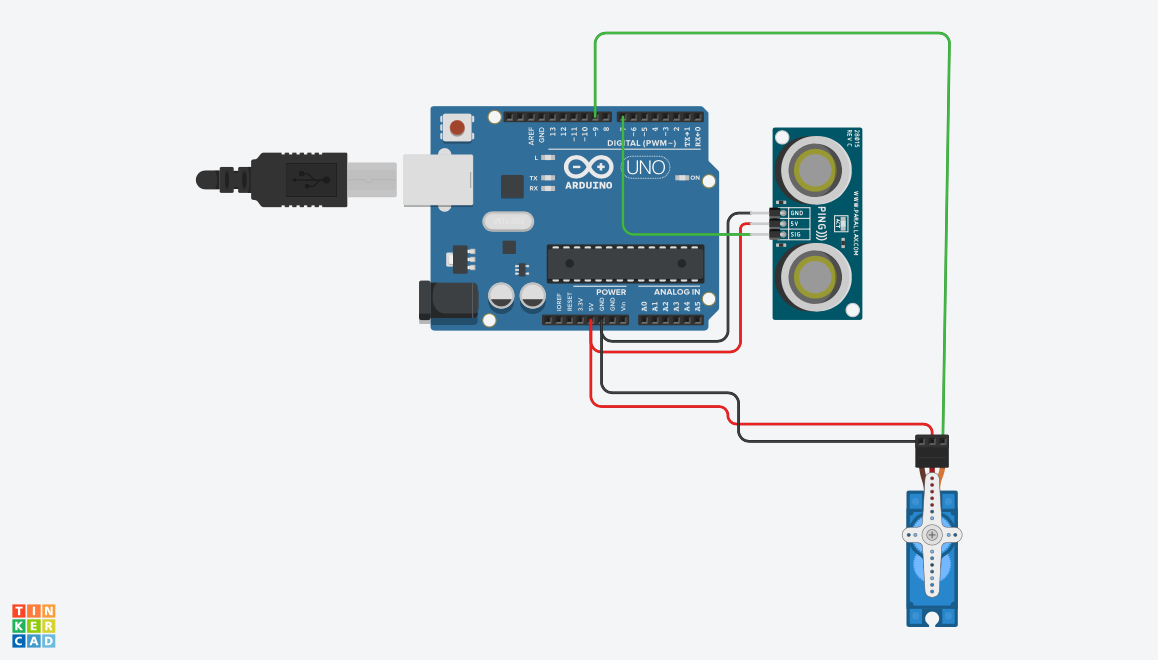 AREF
GND
13
12
~11
~10
~9
8
~6
~5
4
~3
2
TX→1
RX←0
DIGITAL (PWM~)
L
TX
RX
UNO
ARDUINO
ON
IOREF
RESET
3.3V
5V
GND
GND
Vin
POWER
ANALOG IN
A0
A1
A2
A3
A4
A5
28015
REV C
GND
5V
SIG
PING)))
ACT
WWW.PARALLAX.COM
TIN
KER
CAD